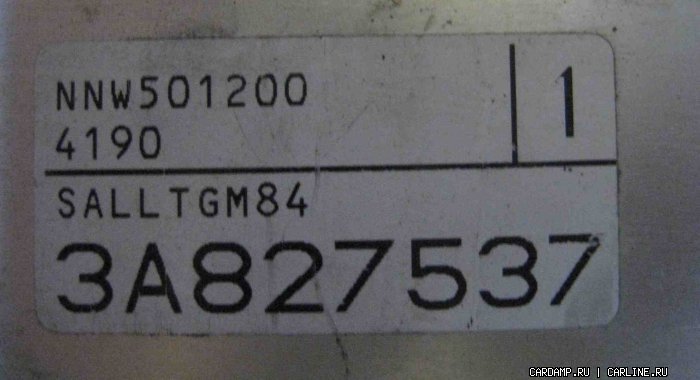 NNW501200
1
4190
SALLTGM84
3A827537
CARDAMP.RU | CARLINE.RU